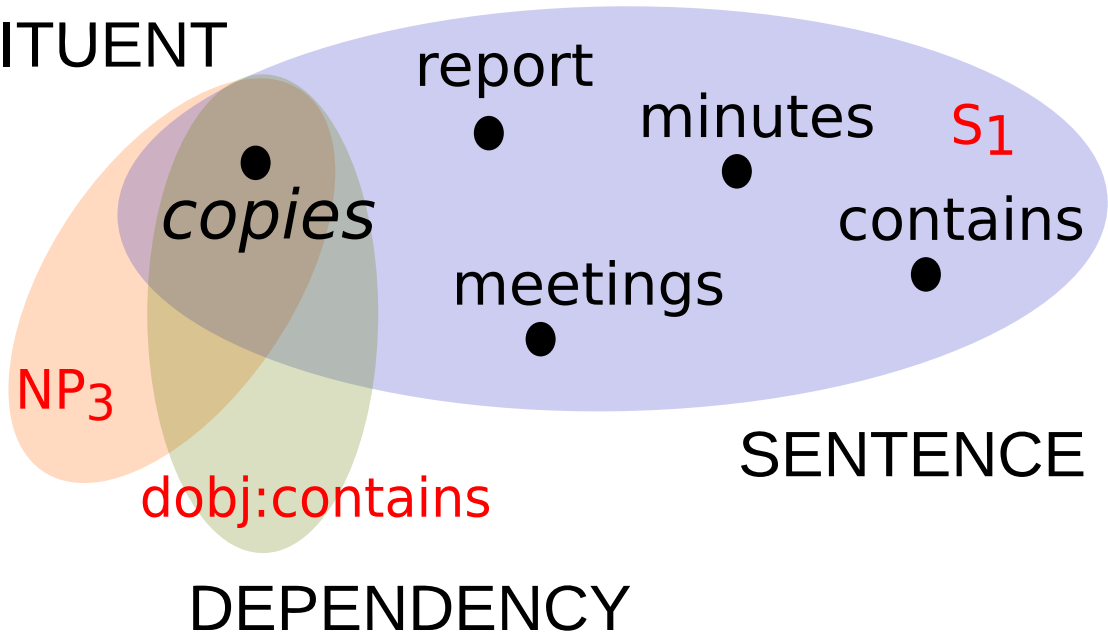 ITUENT
report
minutes
S1
copies
contains
meetings
NP3
SENTENCE
dobj:contains
DEPENDENCY